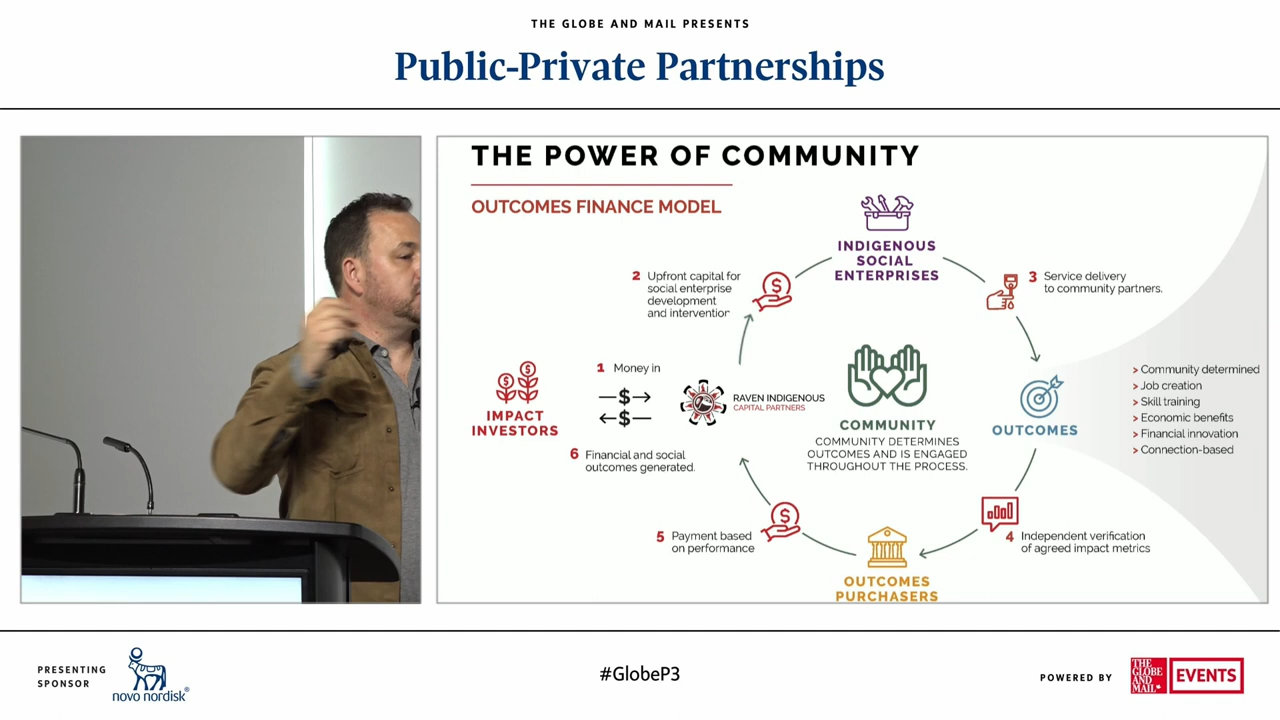 THE GLOBE AND MAIL PRESENTS
Public-Private Partnerships
THE POWER OF COMMUNITY
OUTCOMES FINANCE MODEL
INDIGENOUS
SOCIAL
ENTERPRISES
2 Upfront capital for
social enterprise
development
and intervention
3 Service delivery
to community partners.
1 Money in
—$→
←$—
IMPACT
INVESTORS
RAVEN INDIGENOUS
CAPITAL PARTNERS
6 Financial and social
outcomes generated.
COMMUNITY
COMMUNITY DETERMINES
OUTCOMES AND IS ENGAGED
THROUGHOUT THE PROCESS.
OUTCOMES
> Community determined
> Job creation
> Skill training
> Economic benefits
> Financial innovation
> Connection-based
5 Payment based
on performance
4 Independent verification
of agreed impact metrics
OUTCOMES
PURCHASERS
PRESENTING
SPONSOR
novo nordisk®
#GlobeP3
POWERED BY
THE
GLOBE
AND
MAIL
EVENTS